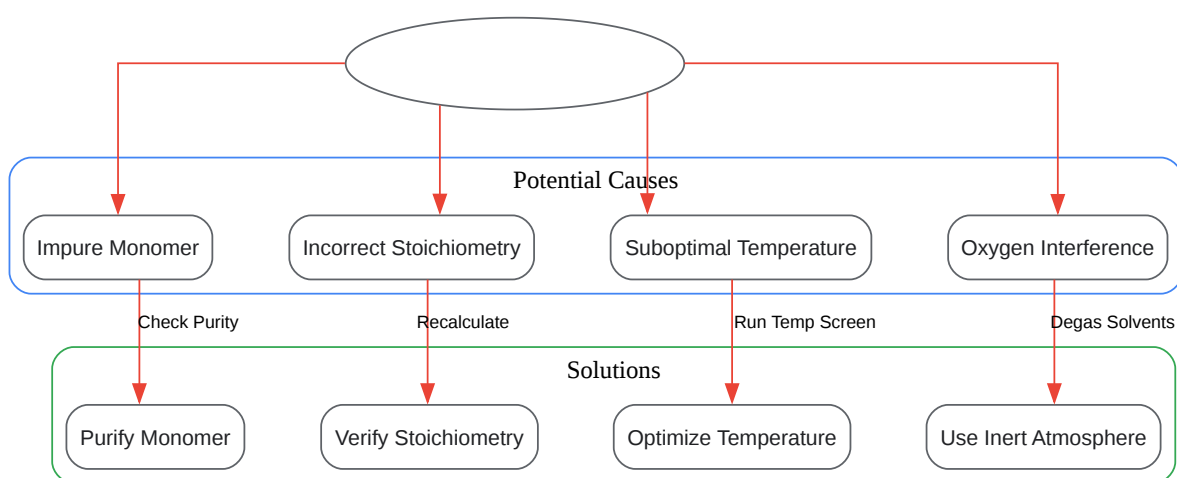 Potential Causes
Impure Monomer
Incorrect Stoichiometry
Suboptimal Temperature
Oxygen Interference
Check Purity
Recalculate
Run Temp Screen
Degas Solvents
Solutions
Purify Monomer
Verify Stoichiometry
Optimize Temperature
Use Inert Atmosphere